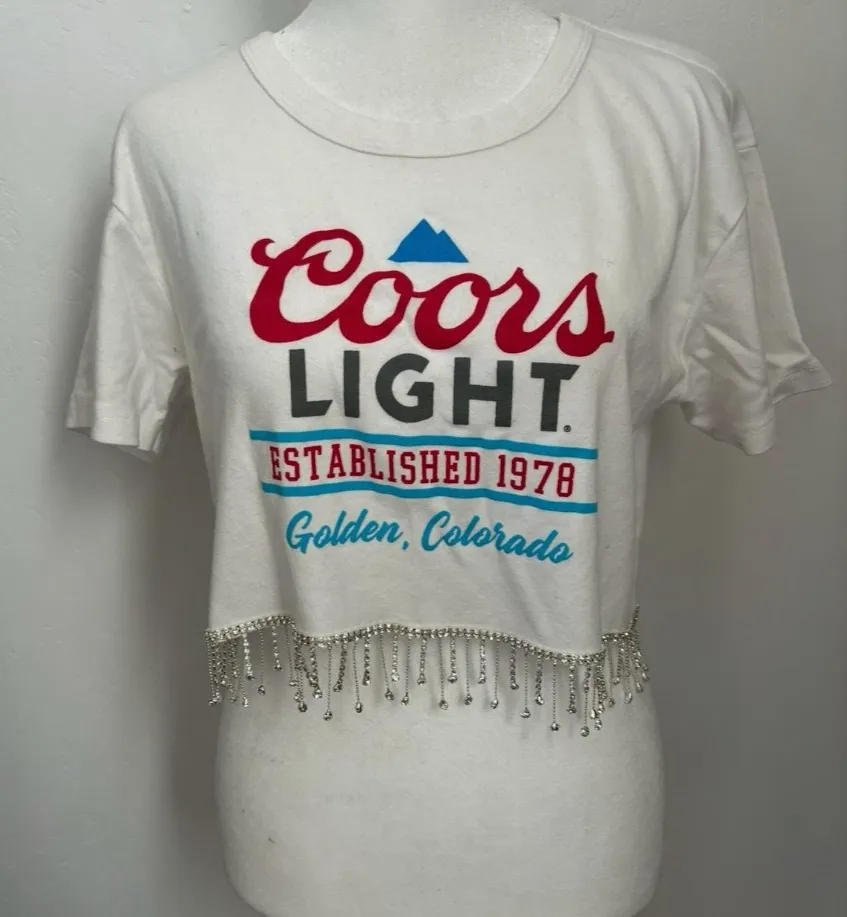 Coors
LIGHT®
ESTABLISHED 1978
Golden, Colorado